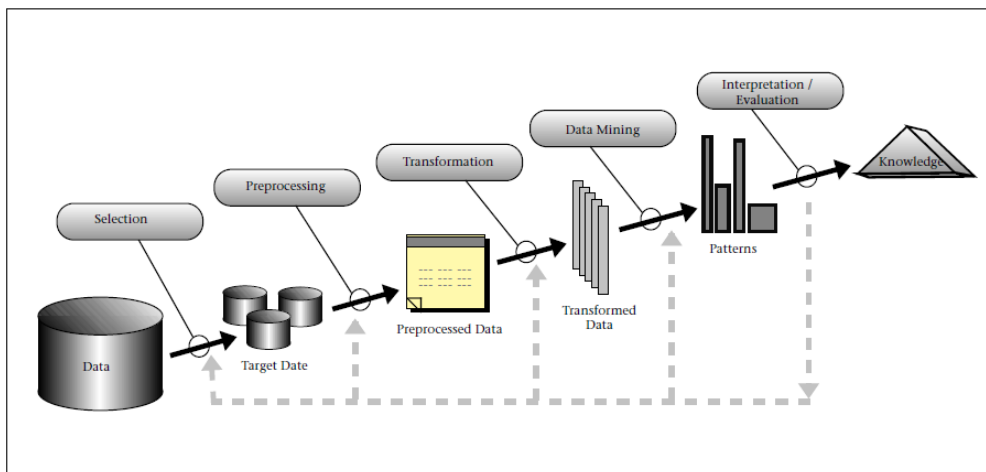 Interpretation /
Evaluation
Data Mining
Transformation
Preprocessing
Selection
Data
Target Date
Preprocessed Data
Transformed
Data
Patterns
Knowledge